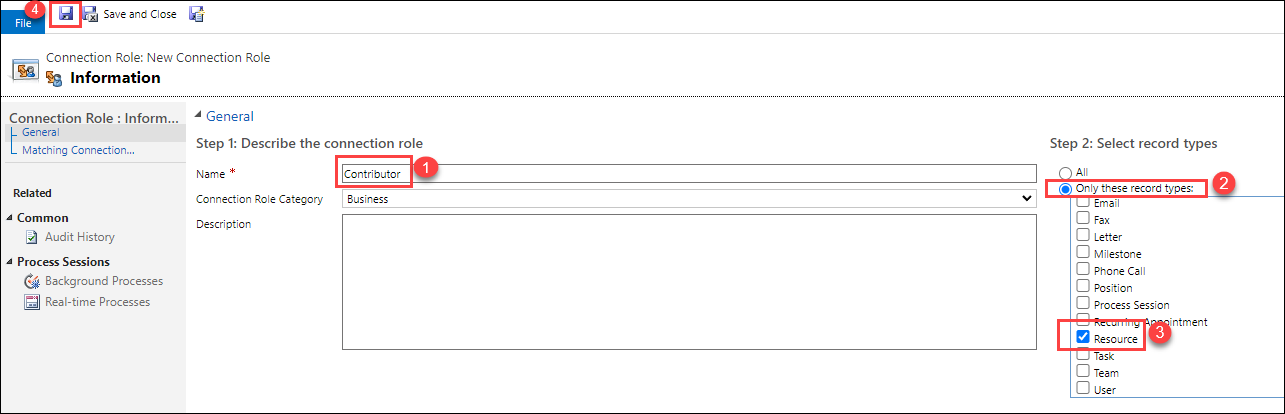 4
File
Save and Close
Connection Role: New Connection Role
Information
Connection Role : Inform...
General
Matching Connection...
Related
Common
Audit History
Process Sessions
Background Processes
Real-time Processes
General
Step 1: Describe the connection role
Name * Contributor 1
Connection Role Category Business
Description
Step 2: Select record types
All
Only these record types: 2
Email
Fax
Letter
Milestone
Phone Call
Position
Process Session
Recurring Appointment
Resource 3
Task
Team
User